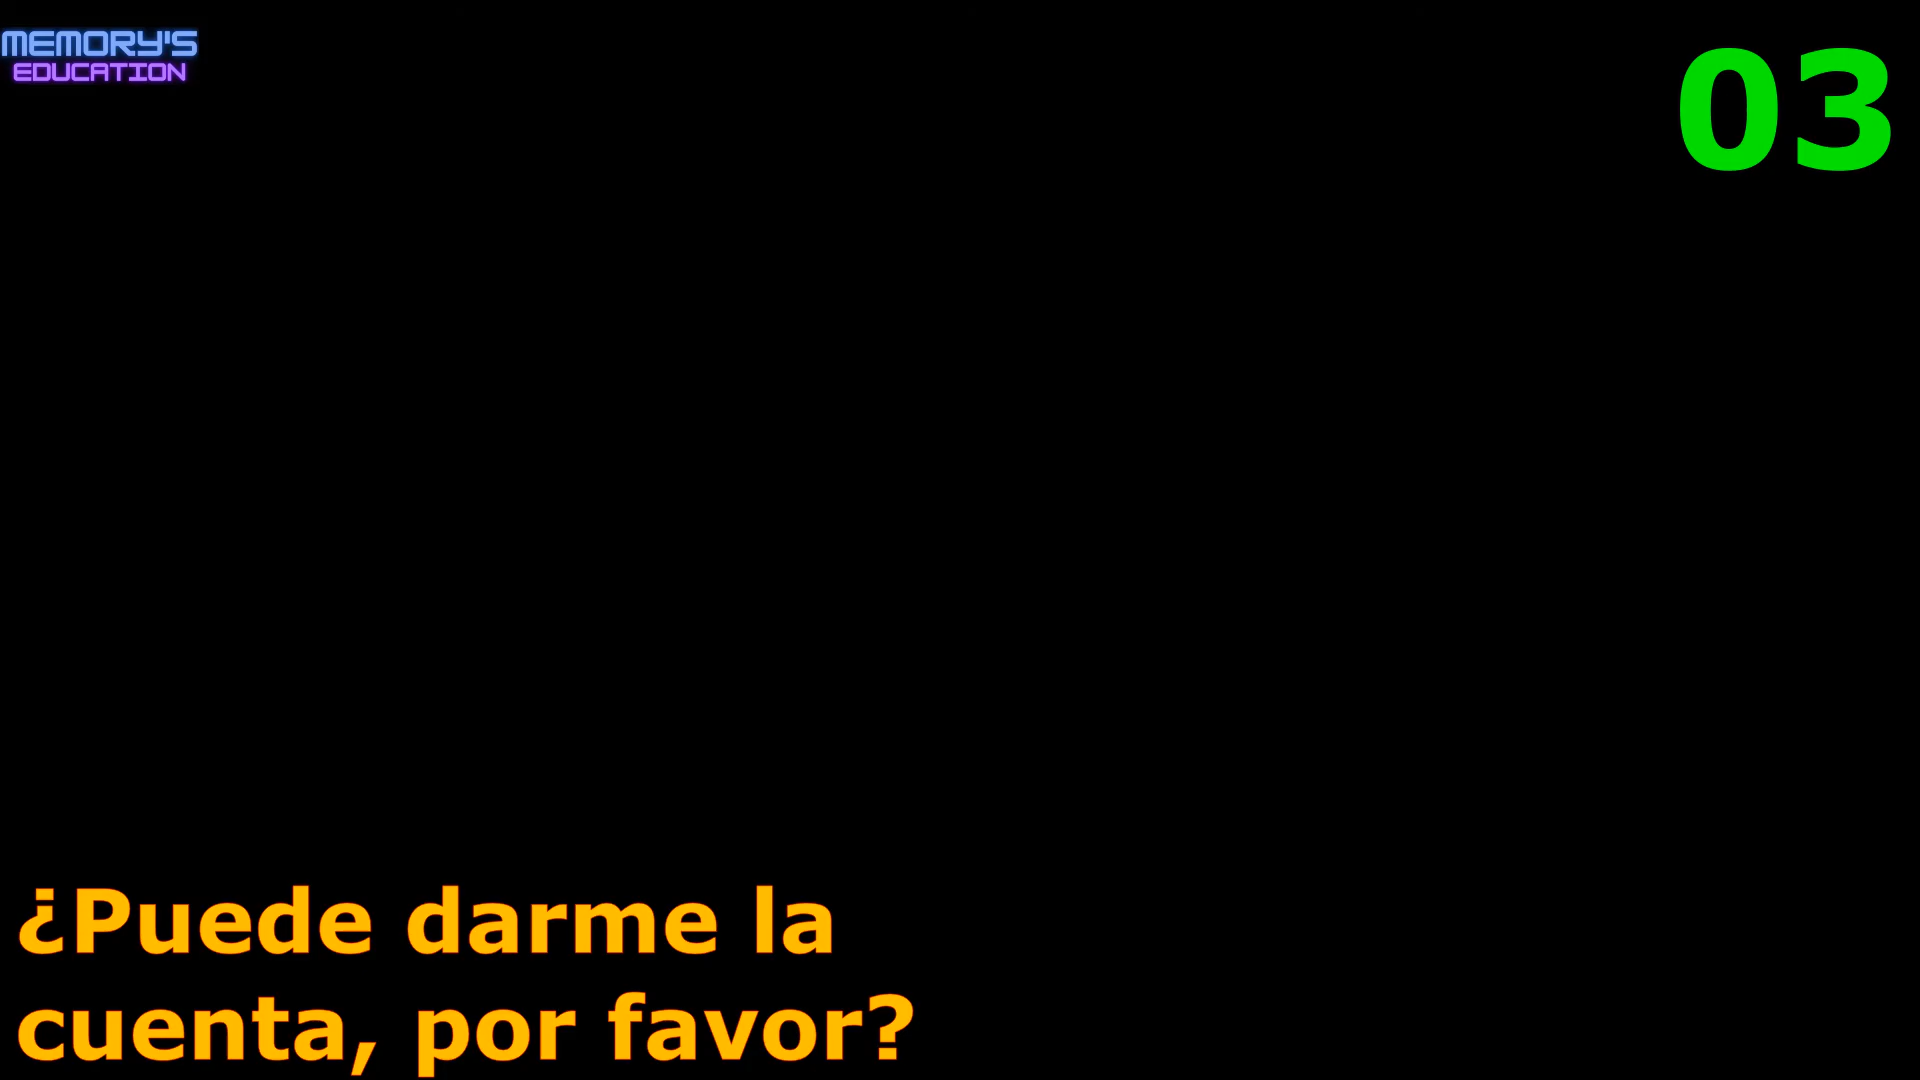 MEMORY'S
EDUCATION
03
¿Puede darme la
cuenta, por favor?